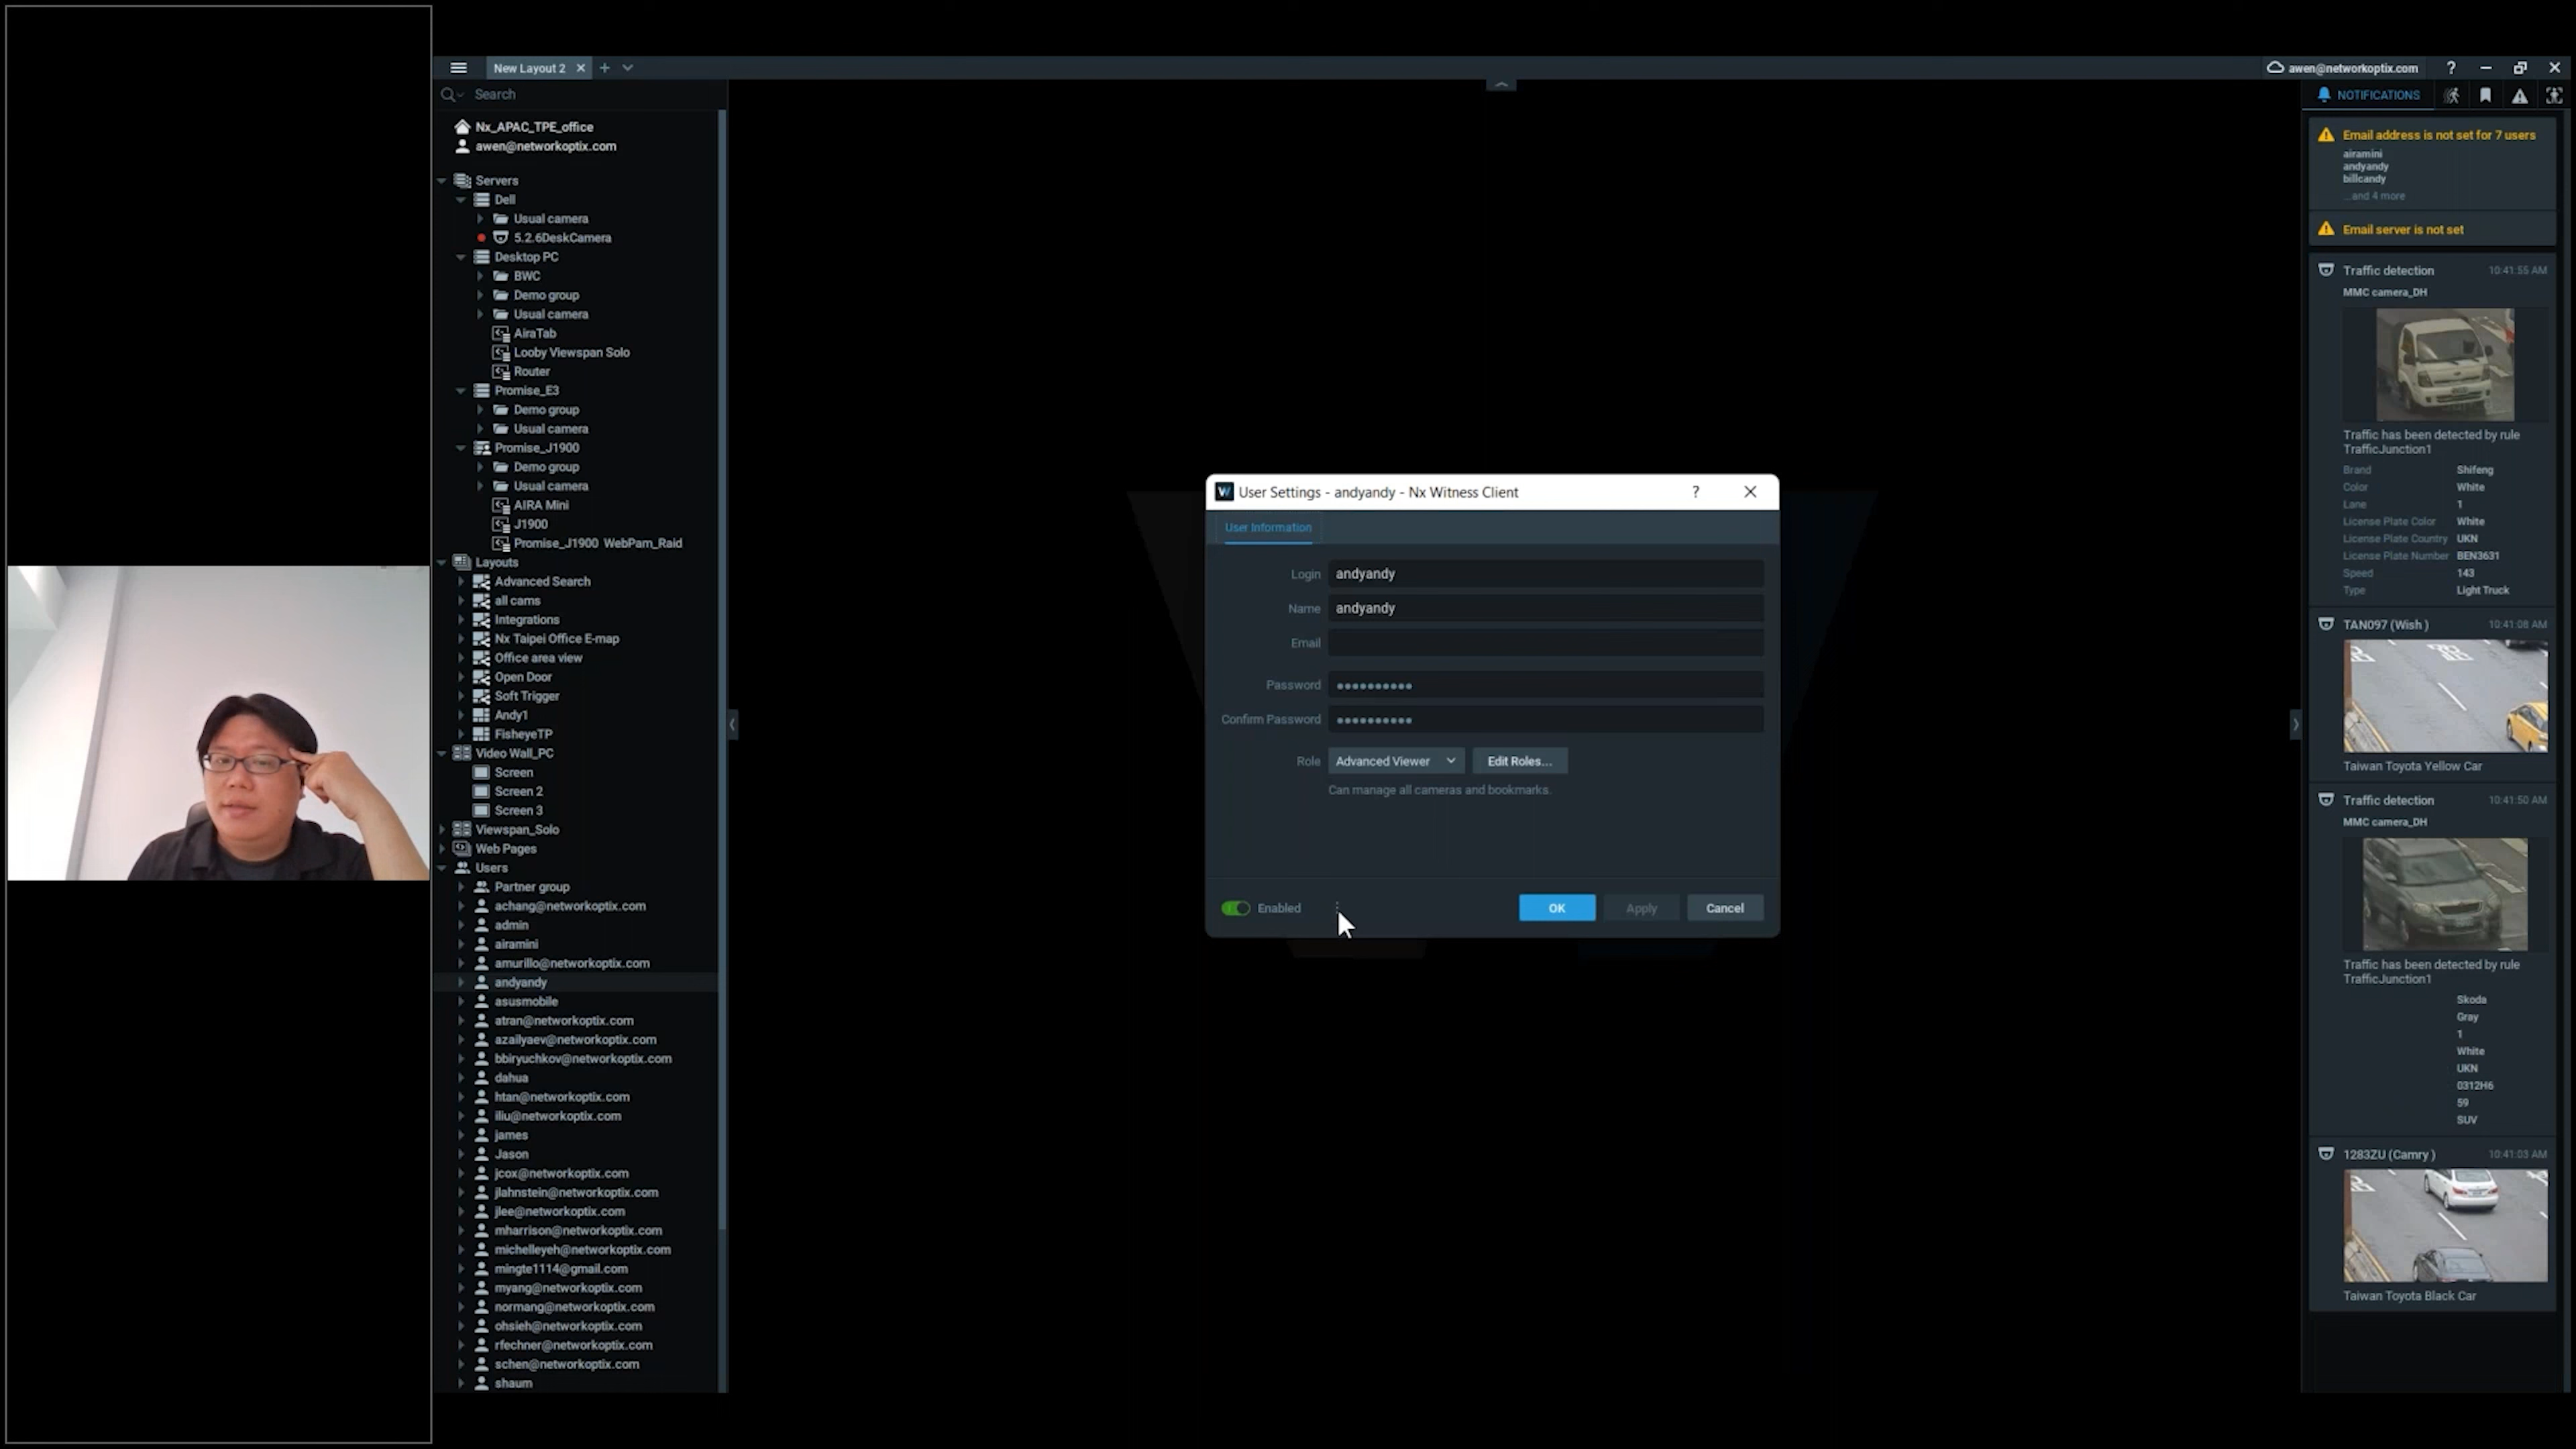 New Layout 2
awen@networkoptix.com
?
Search
Nx_APAC_TPE_office
awen@networkoptix.com
Servers
Dell
Usual camera
5.2.6DeskCamera
Desktop PC
BWC
Demo group
Usual camera
AiraTab
Looby Viewspan Solo
Router
Promise_E3
Demo group
Usual camera
Promise_J1900
Demo group
Usual camera
AIRA Mini
J1900
Promise_J1900 WebPam_Raid
Layouts
Advanced Search
all cams
Integrations
Nx Taipei Office E-map
Office area view
Open Door
Soft Trigger
Andy1
FisheyeTP
Video Wall_PC
Screen
Screen 2
Screen 3
Viewspan_Solo
Web Pages
Users
Partner group
achang@networkoptix.com
admin
airamini
amurillo@networkoptix.com
andyandy
asusmobile
atran@networkoptix.com
azailyaev@networkoptix.com
bbiryuchkov@networkoptix.com
dahua
htan@networkoptix.com
iliu@networkoptix.com
james
Jason
jcox@networkoptix.com
jlahnstein@networkoptix.com
jlee@networkoptix.com
mharrison@networkoptix.com
michelleyeh@networkoptix.com
mingte1114@gmail.com
myang@networkoptix.com
normang@networkoptix.com
ohsieh@networkoptix.com
rfechner@networkoptix.com
schen@networkoptix.com
shaum
User Settings - andyandy - Nx Witness Client
?
User Information
Login andyandy
Name andyandy
Email
Password ••••••••••
Confirm Password ••••••••••
Role Advanced Viewer Edit Roles...
Can manage all cameras and bookmarks.
Enabled OK Apply Cancel
NOTIFICATIONS
Email address is not set for 7 users
airamini
andyandy
billcandy
...and 4 more
Email server is not set
Traffic detection 10:41:55 AM
MMC camera_DH
Traffic has been detected by rule
TrafficJunction1
Brand Shifeng
Color White
Lane 1
License Plate Color White
License Plate Country UKN
License Plate Number BEN3631
Speed 143
Type Light Truck
TAN097 (Wish ) 10:41:08 AM
Taiwan Toyota Yellow Car
Traffic detection 10:41:50 AM
MMC camera_DH
Traffic has been detected by rule
TrafficJunction1
Skoda
Gray
1
White
UKN
0312H6
59
SUV
1283ZU (Camry ) 10:41:03 AM
Taiwan Toyota Black Car